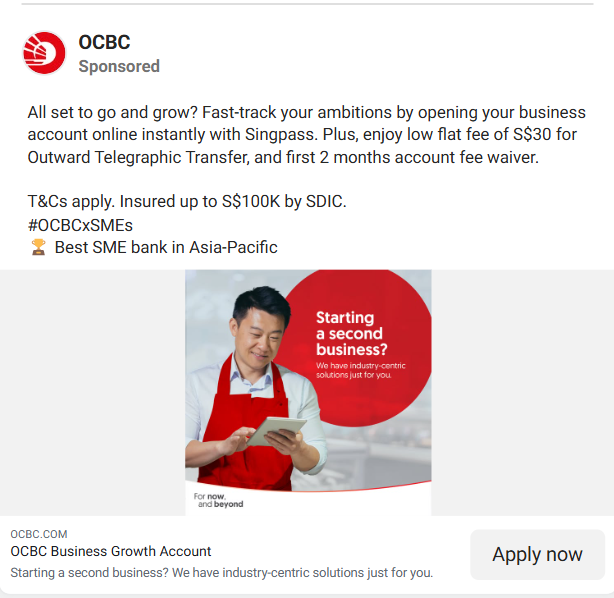 OCBC
Sponsored
All set to go and grow? Fast-track your ambitions by opening your business
account online instantly with Singpass. Plus, enjoy low flat fee of S$30 for
Outward Telegraphic Transfer, and first 2 months account fee waiver.
T&Cs apply. Insured up to S$100K by SDIC.
#OCBCxSMEs
🏆 Best SME bank in Asia-Pacific
Starting
a second
business?
We have industry-centric
solutions just for you.
For now,
and beyond
OCBC.COM
OCBC Business Growth Account
Starting a second business? We have industry-centric solutions just for you.
Apply now